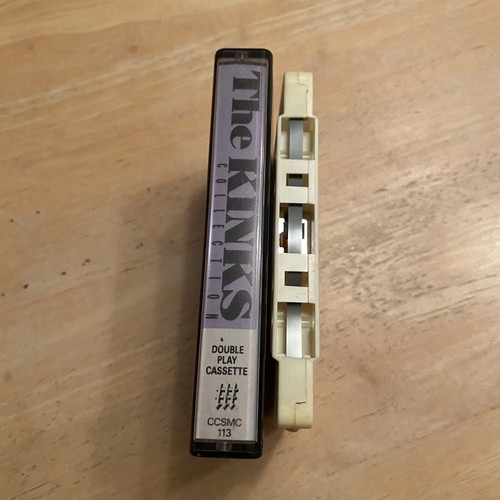 The KINKS
COLLECTION
DOUBLE
PLAY
CASSETTE
CCSMC
113